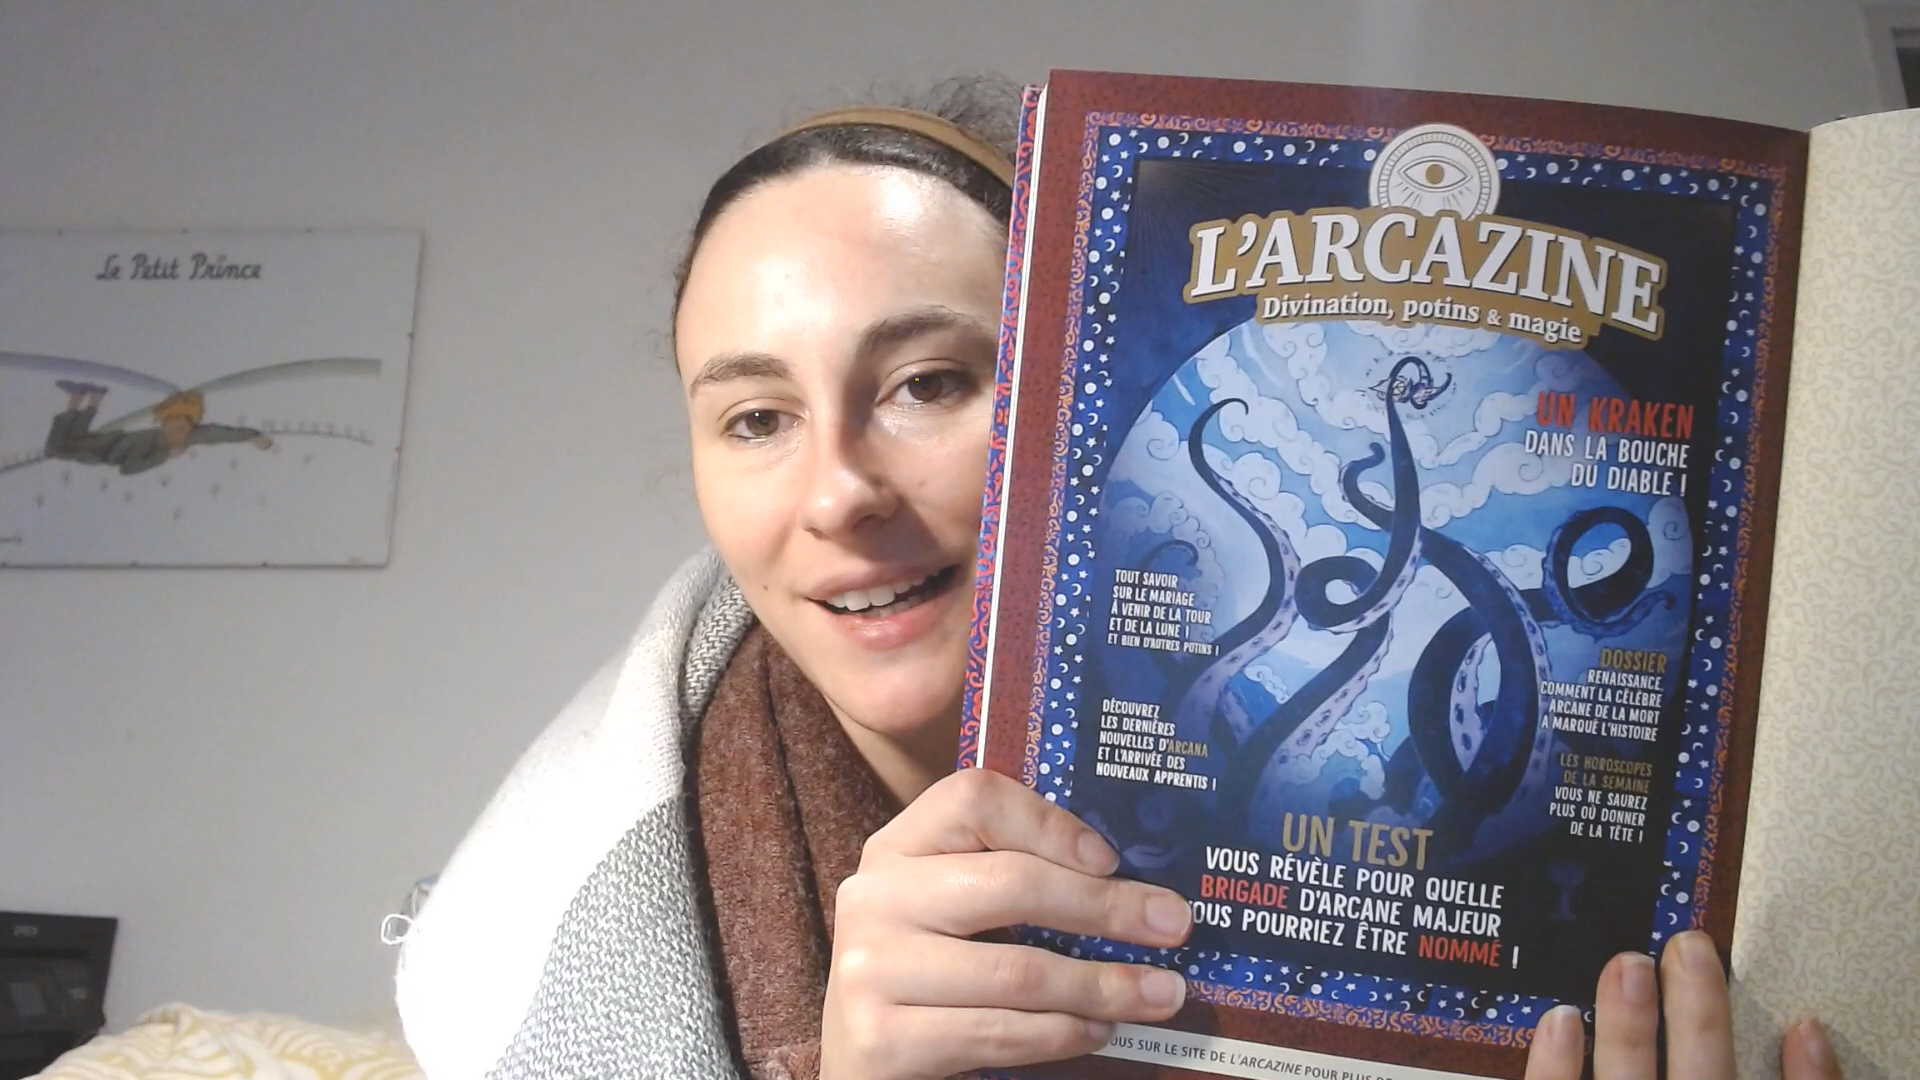 Le Petit Prince
L'ARCAZINE
Divination, potins & magie
UN KRAKEN
DANS LA BOUCHE
DU DIABLE !
TOUT SAVOIR
SUR LE MARIAGE
À VENIR DE LA TOUR
ET DE LA LUNE !
ET BIEN D'AUTRES POTINS !
DOSSIER
RENAISSANCE,
COMMENT LA CÉLÈBRE
ARCANE DE LA MORT
A MARQUÉ L'HISTOIRE
DÉCOUVREZ
LES DERNIÈRES
NOUVELLES D'ARCANA
ET L'ARRIVÉE DES
NOUVEAUX APPRENTIS !
LES HOROSCOPES
DE LA SEMAINE
VOUS NE SAUREZ
PLUS OÙ DONNER
DE LA TÊTE !
UN TEST
VOUS RÉVÈLE POUR QUELLE
BRIGADE D'ARCANE MAJEUR
VOUS POURRIEZ ÊTRE NOMMÉ !
SUR LE SITE DE L'ARCAZINE POUR PLUS